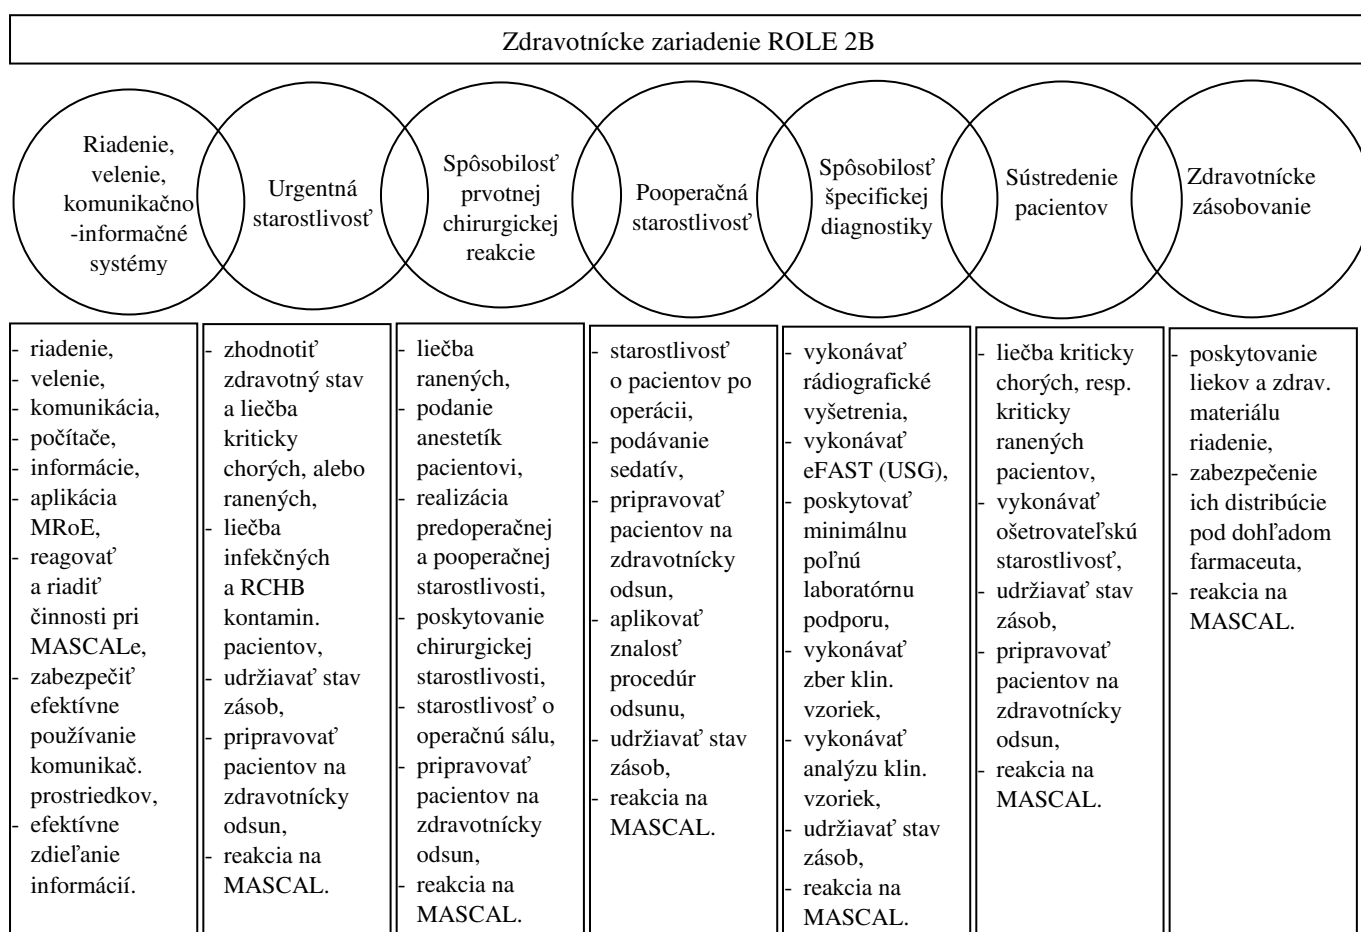 Zdravotnícke zariadenie ROLE 2B
Riadenie,
velenie,
komunikačno
-informačné
systémy
Urgentná
starostlivosť
Spôsobilosť
prvotnej
chirurgickej
reakcie
Pooperačná
starostlivosť
Spôsobilosť
špecifickej
diagnostiky
Sústredenie
pacientov
Zdravotnícke
zásobovanie
- riadenie,
- velenie,
- komunikácia,
- počítače,
- informácie,
- aplikácia
MRoE,
- reagovať
a riadiť
činnosti pri
MASCALe,
- zabezpečiť
efektívne
používanie
komunikač.
prostriedkov,
- efektívne
zdieľanie
informácií.
- zhodnotiť
zdravotný stav
a liečba
kriticky
chorých, alebo
ranených,
- liečba
infekčných
a RCHB
kontamin.
pacientov,
- udržiavať stav
zásob,
- pripravovať
pacientov na
zdravotnícky
odsun,
- reakcia na
MASCAL.
- liečba
ranených,
- podanie
anestetík
pacientovi,
- realizácia
predoperačnej
a pooperačnej
starostlivosti,
- poskytovanie
chirurgickej
starostlivosti,
- starostlivosť o
operačnú sálu,
- pripravovať
pacientov na
zdravotnícky
odsun,
- reakcia na
MASCAL.
- starostlivosť
o pacientov po
operácii,
- podávanie
sedatív,
- pripravovať
pacientov na
zdravotnícky
odsun,
- aplikovať
znalosť
procedúr
odsunu,
- udržiavať stav
zásob,
- reakcia na
MASCAL.
- vykonávať
rádiografické
vyšetrenia,
- vykonávať
eFAST (USG),
- poskytovať
minimálnu
poľnú
laboratórnu
podporu,
- vykonávať
zber klin.
vzoriek,
- vykonávať
analýzu klin.
vzoriek,
- udržiavať stav
zásob,
- reakcia na
MASCAL.
- liečba kriticky
chorých, resp.
kriticky
ranených
pacientov,
- vykonávať
ošetrovateľskú
starostlivosť,
- udržiavať stav
zásob,
- pripravovať
pacientov na
zdravotnícky
odsun,
- reakcia na
MASCAL.
- poskytovanie
liekov a zdrav.
materiálu
riadenie,
- zabezpečenie
ich distribúcie
pod dohľadom
farmaceuta,
- reakcia na
MASCAL.